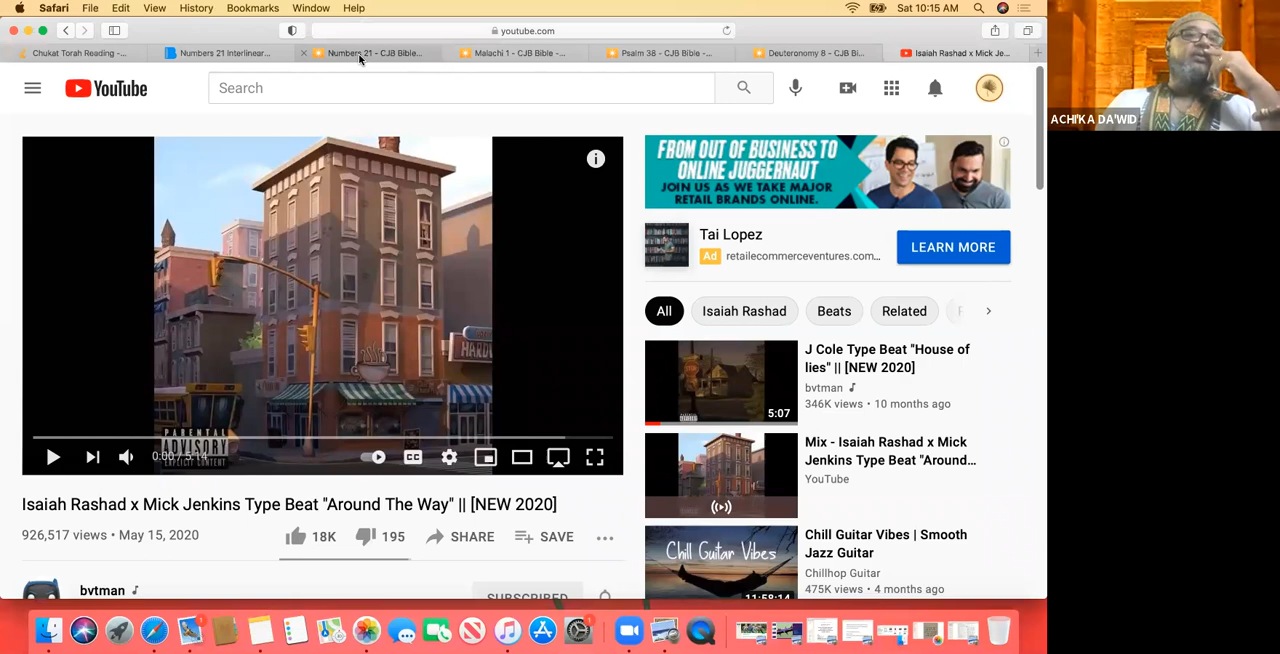 Safari File Edit View History Bookmarks Window Help
Sat 10:15 AM
youtube.com
Chukat Torah Reading -...
Numbers 21 Interlinear...
Numbers 21 - CJB Bible...
Malachi 1 - CJB Bible -...
Psalm 38 - CJB Bible -...
Deuteronomy 8 - CJB Bi...
Isaiah Rashad x Mick Je...
YouTube
Search
ACHI'KA DA'WID
HARDW
PARENTAL
ADVISORY
EXPLICIT CONTENT
0:00 / 5:14
CC
Isaiah Rashad x Mick Jenkins Type Beat "Around The Way" || [NEW 2020]
926,517 views • May 15, 2020
18K
195
SHARE
SAVE
bvtman
SUBSCRIBED
FROM OUT OF BUSINESS TO
ONLINE JUGGERNAUT
JOIN US AS WE TAKE MAJOR
RETAIL BRANDS ONLINE.
Tai Lopez
Ad retailecommerceventures.com...
LEARN MORE
All
Isaiah Rashad
Beats
Related
J Cole Type Beat "House of
lies" || [NEW 2020]
bvtman
346K views • 10 months ago
5:07
Mix - Isaiah Rashad x Mick
Jenkins Type Beat "Around...
YouTube
Chill Guitar Vibes
Chill Guitar Vibes | Smooth
Jazz Guitar
Chillhop Guitar
475K views • 4 months ago
11:58:14